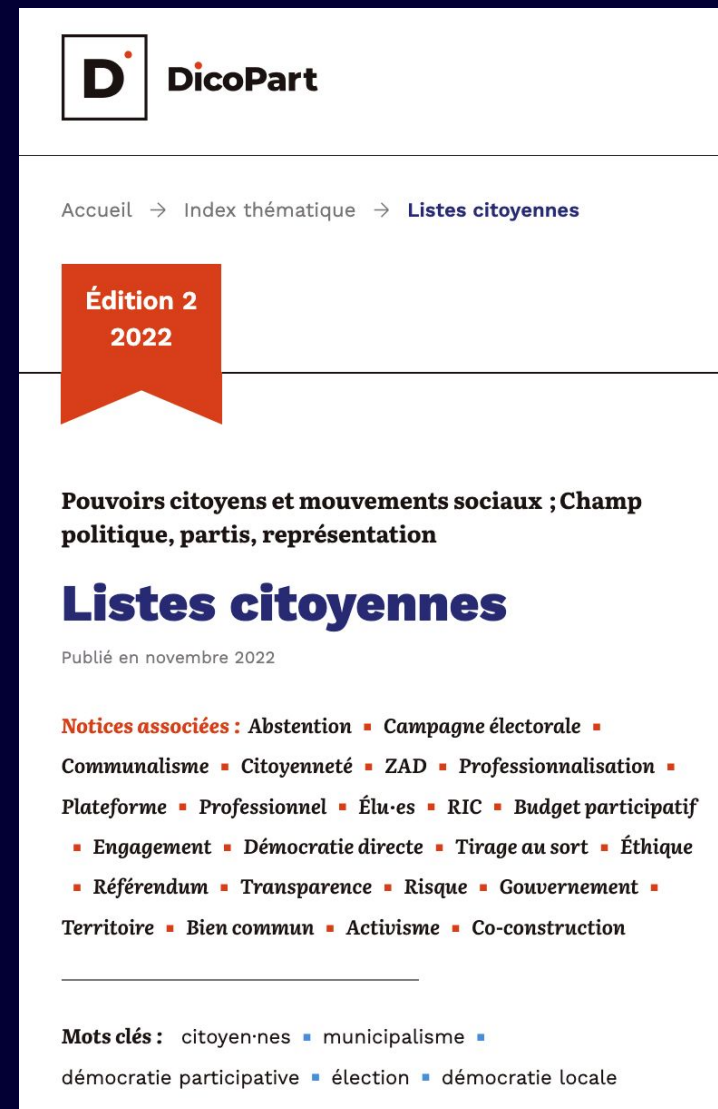 D
DicoPart
Accueil → Index thématique → Listes citoyennes
Édition 2
2022
Pouvoirs citoyens et mouvements sociaux ; Champ
politique, partis, représentation
Listes citoyennes
Publié en novembre 2022
Notices associées : Abstention ▪ Campagne électorale ▪
Communalisme ▪ Citoyenneté ▪ ZAD ▪ Professionnalisation ▪
Plateforme ▪ Professionnel ▪ Élu·es ▪ RIC ▪ Budget participatif
▪ Engagement ▪ Démocratie directe ▪ Tirage au sort ▪ Éthique
▪ Référendum ▪ Transparence ▪ Risque ▪ Gouvernement ▪
Territoire ▪ Bien commun ▪ Activisme ▪ Co-construction
Mots clés : citoyen·nes ▪ municipalisme ▪
démocratie participative ▪ élection ▪ démocratie locale